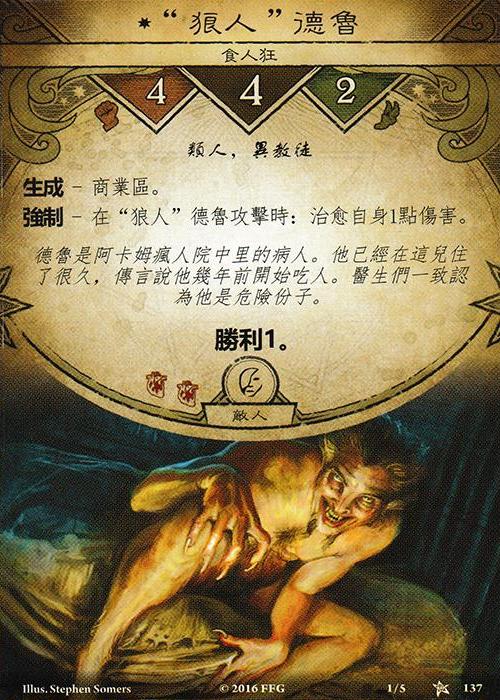 “狼人”德魯
食人狂
4 4 2
類人，異教徒
生成 – 商業區。
強制 – 在“狼人”德魯攻擊時：治愈自身1點傷害。
德魯是阿卡姆瘋人院中里的病人。他已經在這兒住
了很久，傳言說他幾年前開始吃人。醫生們一致認
為他是危險份子。
勝利1。
敵人
Illus. Stephen Somers © 2016 FFG 1/5 137